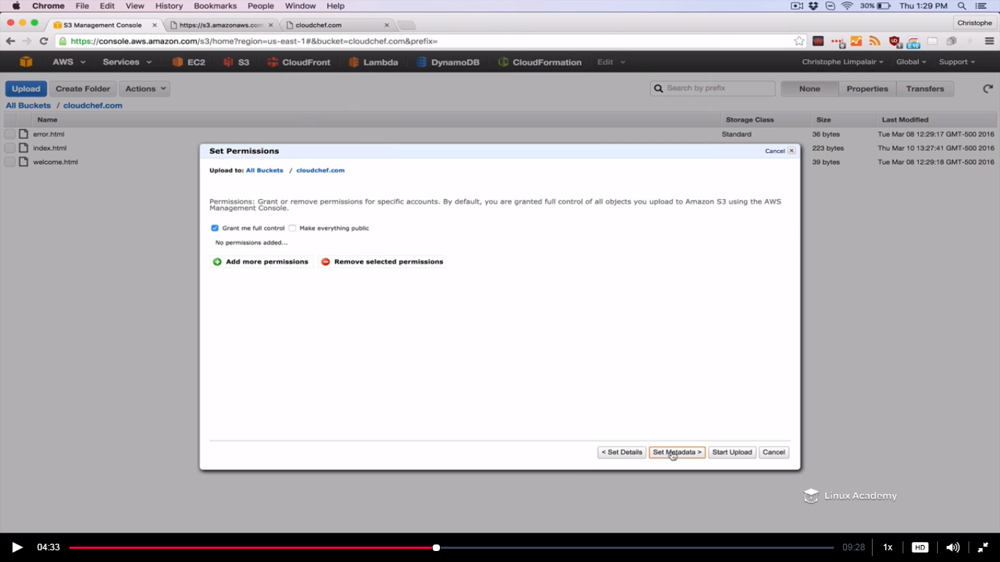 Chrome File Edit View History Bookmarks People Window Help 30% Thu 1:29 PM
S3 Management Console https://s3.amazonaws.com cloudchef.com Christophe
https://console.aws.amazon.com/s3/home?region=us-east-1#&bucket=cloudchef.com&prefix=
AWS Services EC2 S3 CloudFront Lambda DynamoDB CloudFormation Edit Christophe Limpalair Global Support
Upload Create Folder Actions Search by prefix None Properties Transfers
All Buckets / cloudchef.com
Name Storage Class Size Last Modified
error.html Standard 36 bytes Tue Mar 08 12:29:17 GMT-500 2016
index.html 223 bytes Thu Mar 10 13:27:41 GMT-500 2016
welcome.html 39 bytes Tue Mar 08 12:29:18 GMT-500 2016
Set Permissions Cancel
Upload to: All Buckets / cloudchef.com
Permissions: Grant or remove permissions for specific accounts. By default, you are granted full control of all objects you upload to Amazon S3 using the AWS
Management Console.
Grant me full control Make everything public
No permissions added...
Add more permissions Remove selected permissions
< Set Details Set Metadata > Start Upload Cancel
Linux Academy
04:33 09:28 1x HD